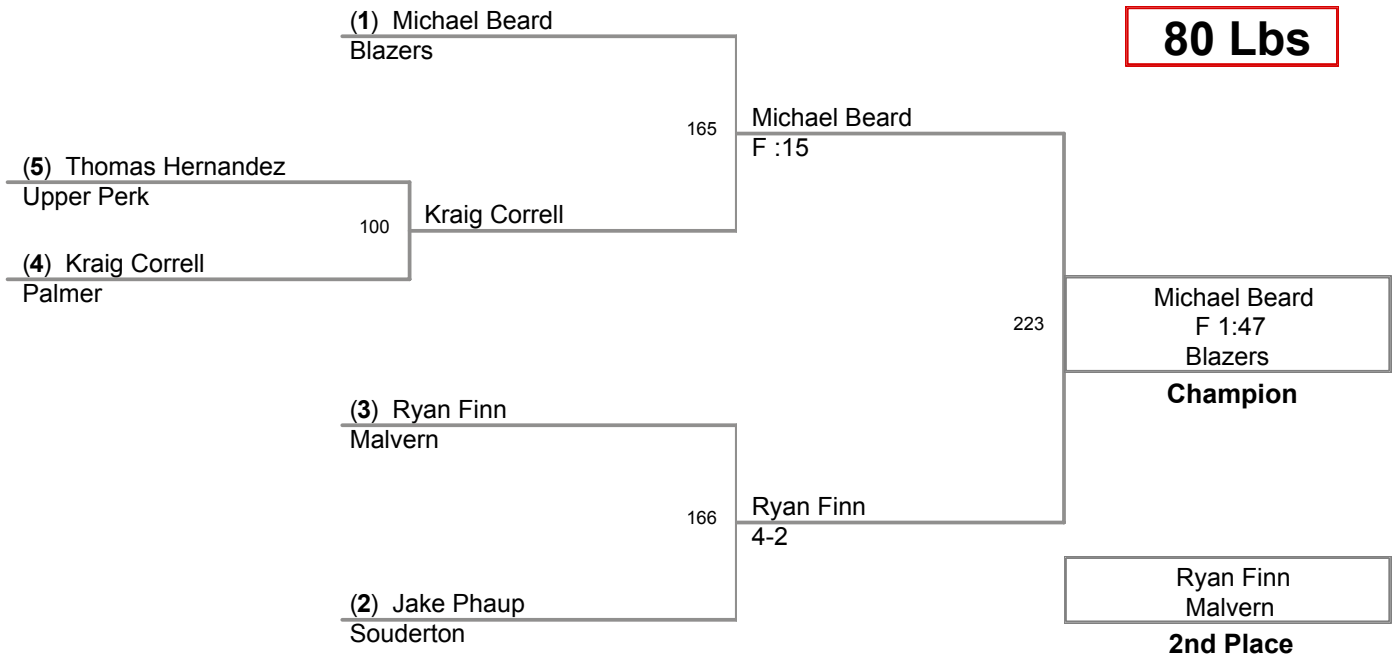 (1) Michael Beard
Blazers
80 Lbs
165
Michael Beard
F :15
(5) Thomas Hernandez
Upper Perk
100
Kraig Correll
(4) Kraig Correll
Palmer
223
Michael Beard
F 1:47
Blazers
Champion
(3) Ryan Finn
Malvern
166
Ryan Finn
4-2
(2) Jake Phaup
Souderton
Ryan Finn
Malvern
2nd Place